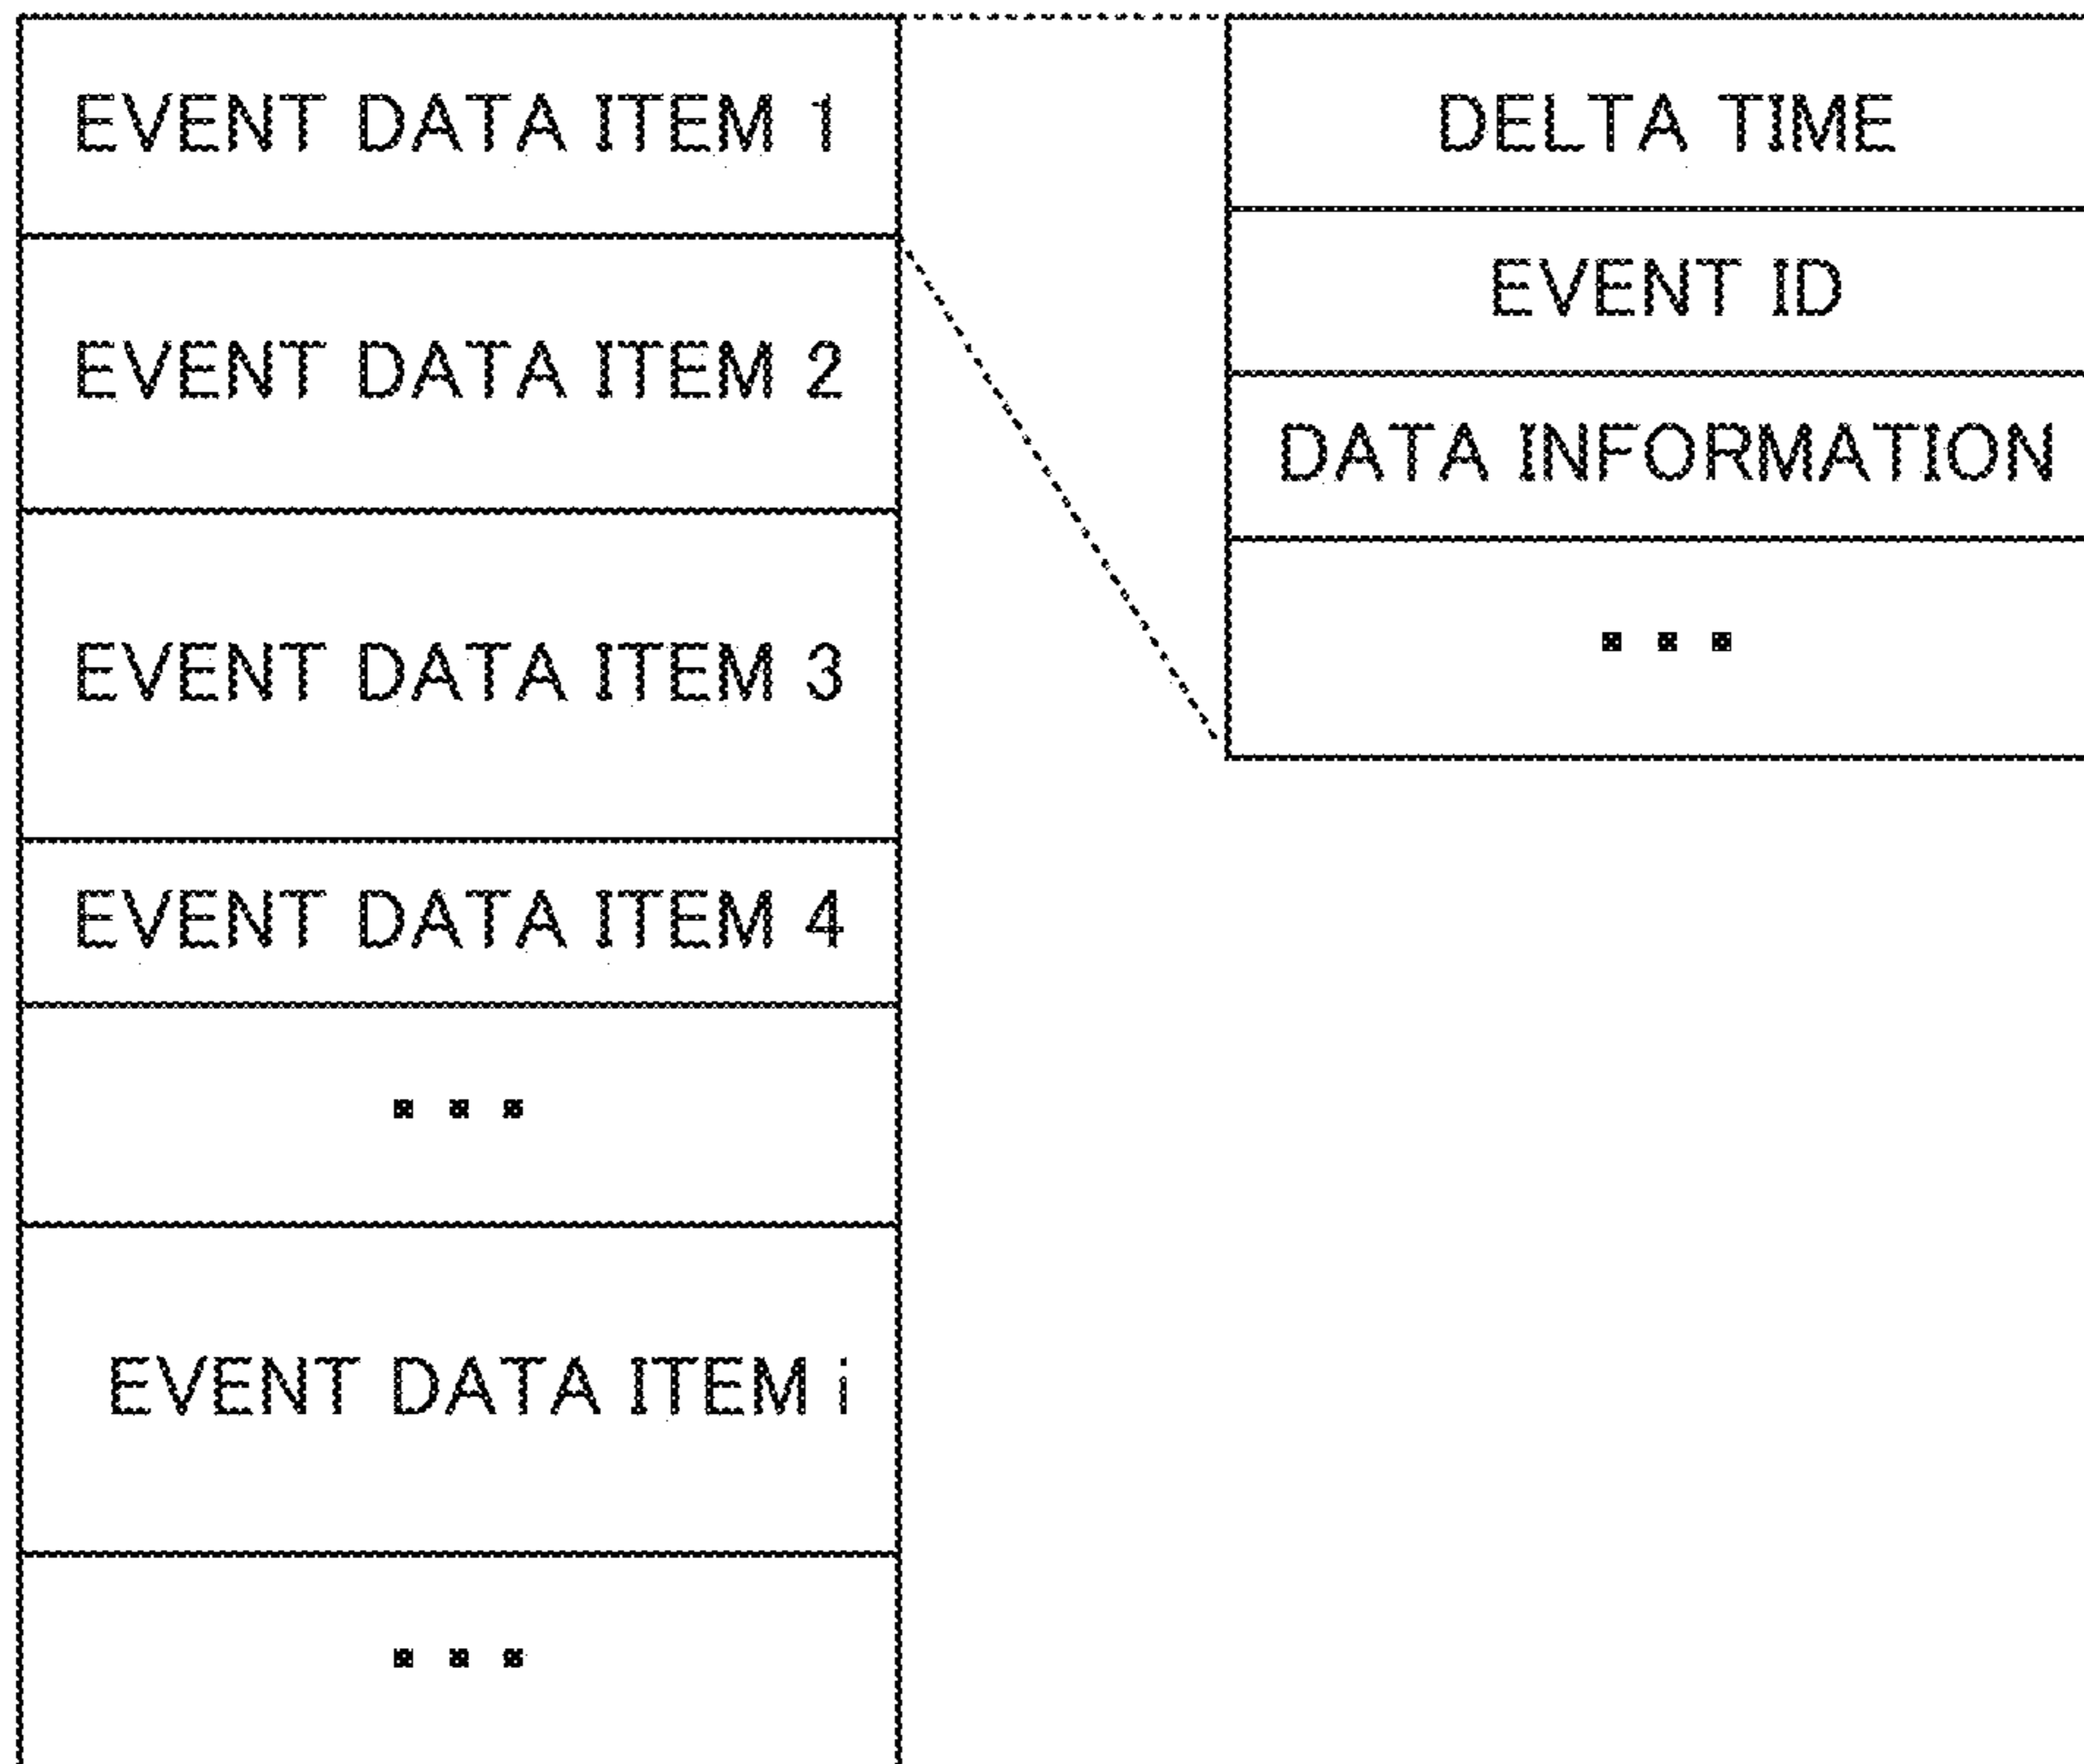 EVENT DATA ITEM 1
EVENT DATA ITEM 2
EVENT DATA ITEM 3
EVENT DATA ITEM 4
...
EVENT DATA ITEM i
...
DELTA TIME
EVENT ID
DATA INFORMATION
...